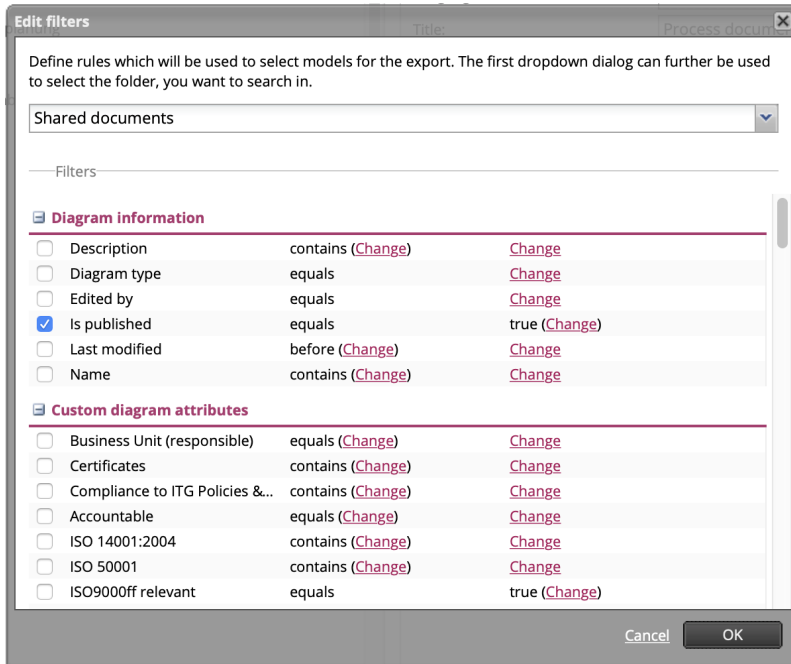 Edit filters
planung
Title:
Process docume
Define rules which will be used to select models for the export. The first dropdown dialog can further be used
to select the folder, you want to search in.
Shared documents
Filters
Diagram information
Description contains (Change) Change
Diagram type equals Change
Edited by equals Change
Is published equals true (Change)
Last modified before (Change) Change
Name contains (Change) Change
Custom diagram attributes
Business Unit (responsible) equals (Change) Change
Certificates contains (Change) Change
Compliance to ITG Policies &... contains (Change) Change
Accountable equals (Change) Change
ISO 14001:2004 contains (Change) Change
ISO 50001 contains (Change) Change
ISO9000ff relevant equals true (Change)
Cancel OK